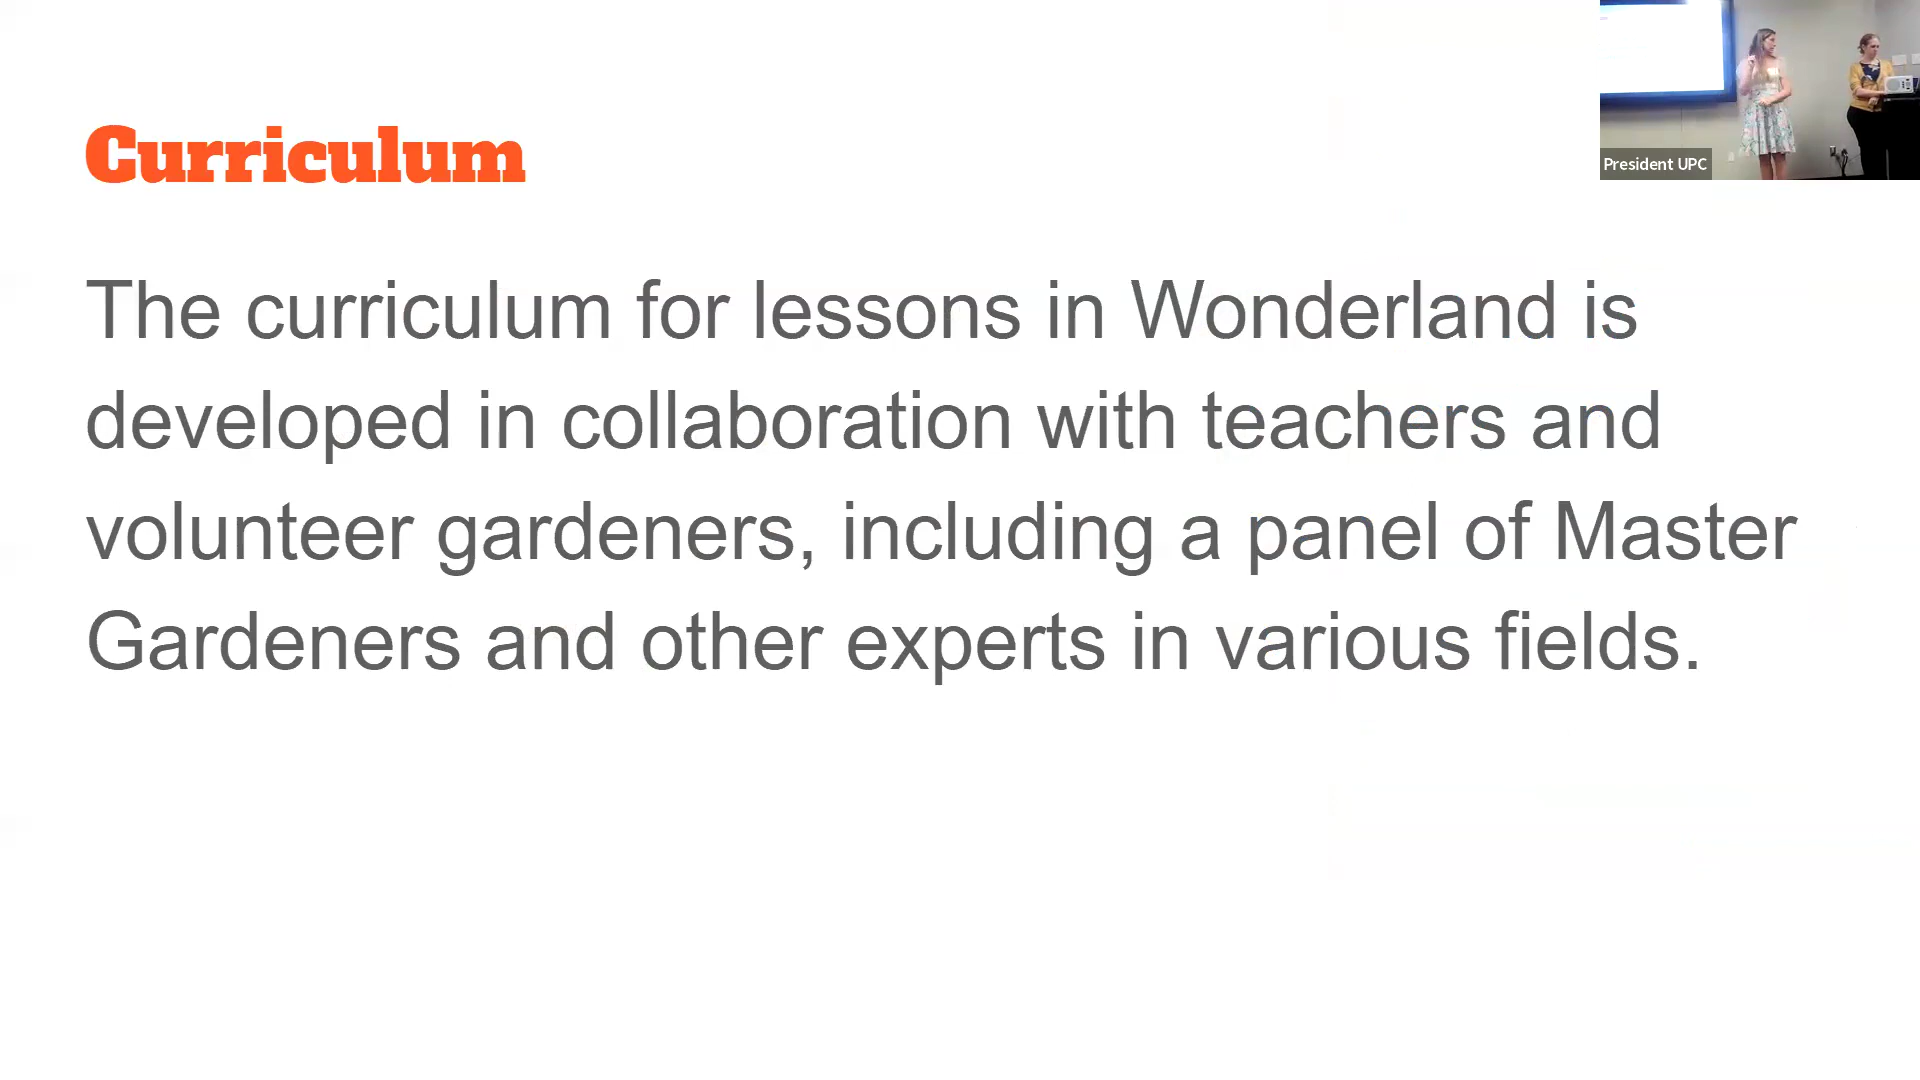 Curriculum
President UPC
The curriculum for lessons in Wonderland is
developed in collaboration with teachers and
volunteer gardeners, including a panel of Master
Gardeners and other experts in various fields.